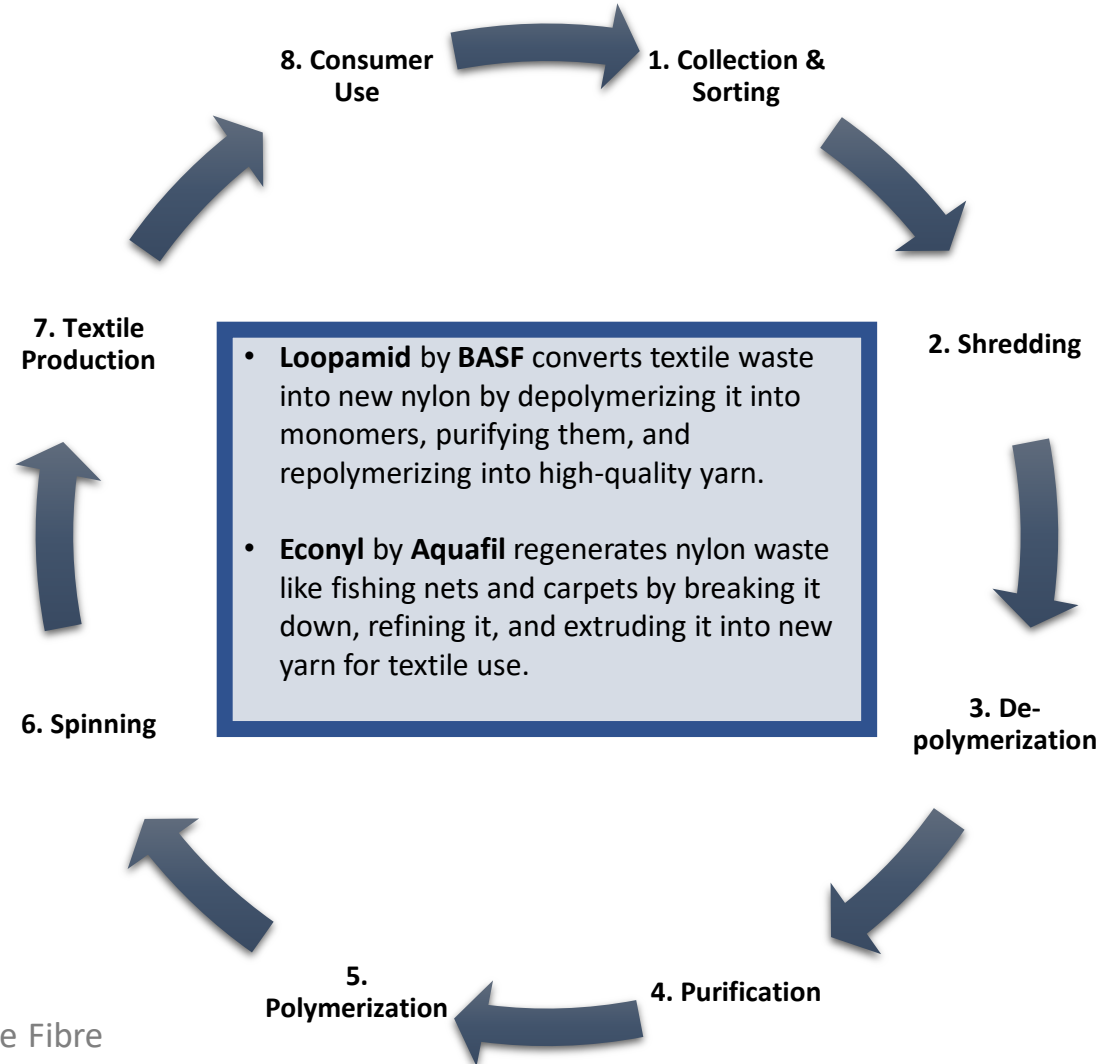 8. Consumer
Use
1. Collection &
Sorting
2. Shredding
3. De-
polymerization
4. Purification
5.
Polymerization
6. Spinning
7. Textile
Production
• Loopamid by BASF converts textile waste
into new nylon by depolymerizing it into
monomers, purifying them, and
repolymerizing into high-quality yarn.
• Econyl by Aquafil regenerates nylon waste
like fishing nets and carpets by breaking it
down, refining it, and extruding it into new
yarn for textile use.
e Fibre